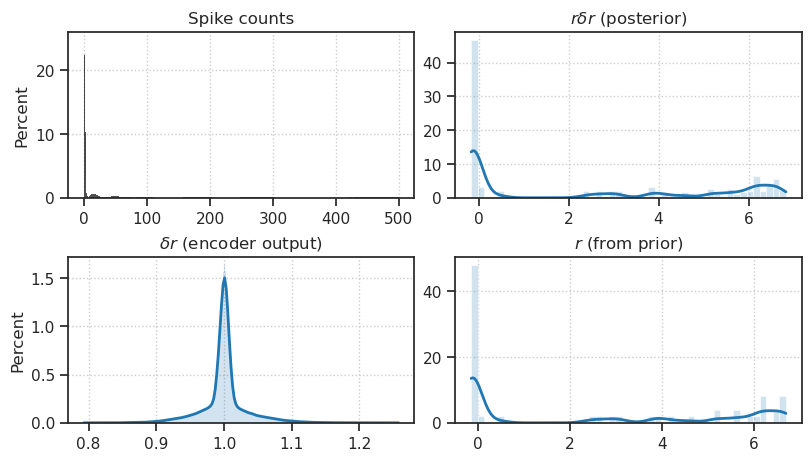 Spike counts
Percent
20
10
0
0 100 200 300 400 500
rδr (posterior)
40
30
20
10
0
0 2 4 6
δr (encoder output)
Percent
1.5
1.0
0.5
0.0
0.8 0.9 1.0 1.1 1.2
r (from prior)
40
20
0
0 2 4 6